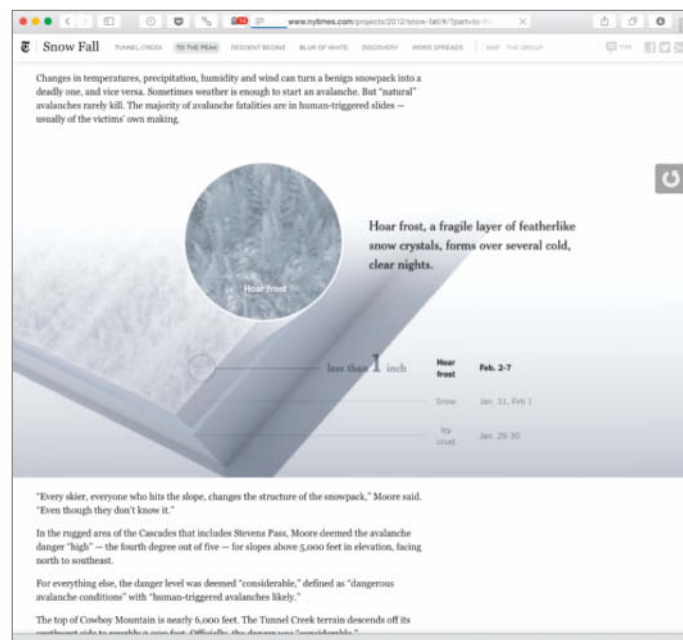 www.nytimes.com/projects/2012/snow-fall/#/?part=to-the
Snow Fall
TUNNEL CREEK TO THE PEAK DESCENT BEGINS BLUR OF WHITE DISCOVERY WORD SPREADS MAP THE GROUP
Changes in temperatures, precipitation, humidity and wind can turn a benign snowpack into a
deadly one, and vice versa. Sometimes weather is enough to start an avalanche. But “natural”
avalanches rarely kill. The majority of avalanche fatalities are in human-triggered slides —
usually of the victims’ own making.
Hoar frost
Hoar frost, a fragile layer of featherlike
snow crystals, forms over several cold,
clear nights.
less than 1 inch
Hoar
frost
Feb. 2-7
Snow
Jan. 31, Feb 1
Icy
crust
Jan. 29-30
“Every skier, everyone who hits the slope, changes the structure of the snowpack,” Moore said.
“Even though they don’t know it.”
In the rugged area of the Cascades that includes Stevens Pass, Moore deemed the avalanche
danger “high” — the fourth degree out of five — for slopes above 5,000 feet in elevation, facing
north to southeast.
For everything else, the danger level was deemed “considerable,” defined as “dangerous
avalanche conditions” with “human-triggered avalanches likely.”
The top of Cowboy Mountain is nearly 6,000 feet. The Tunnel Creek terrain descends off its